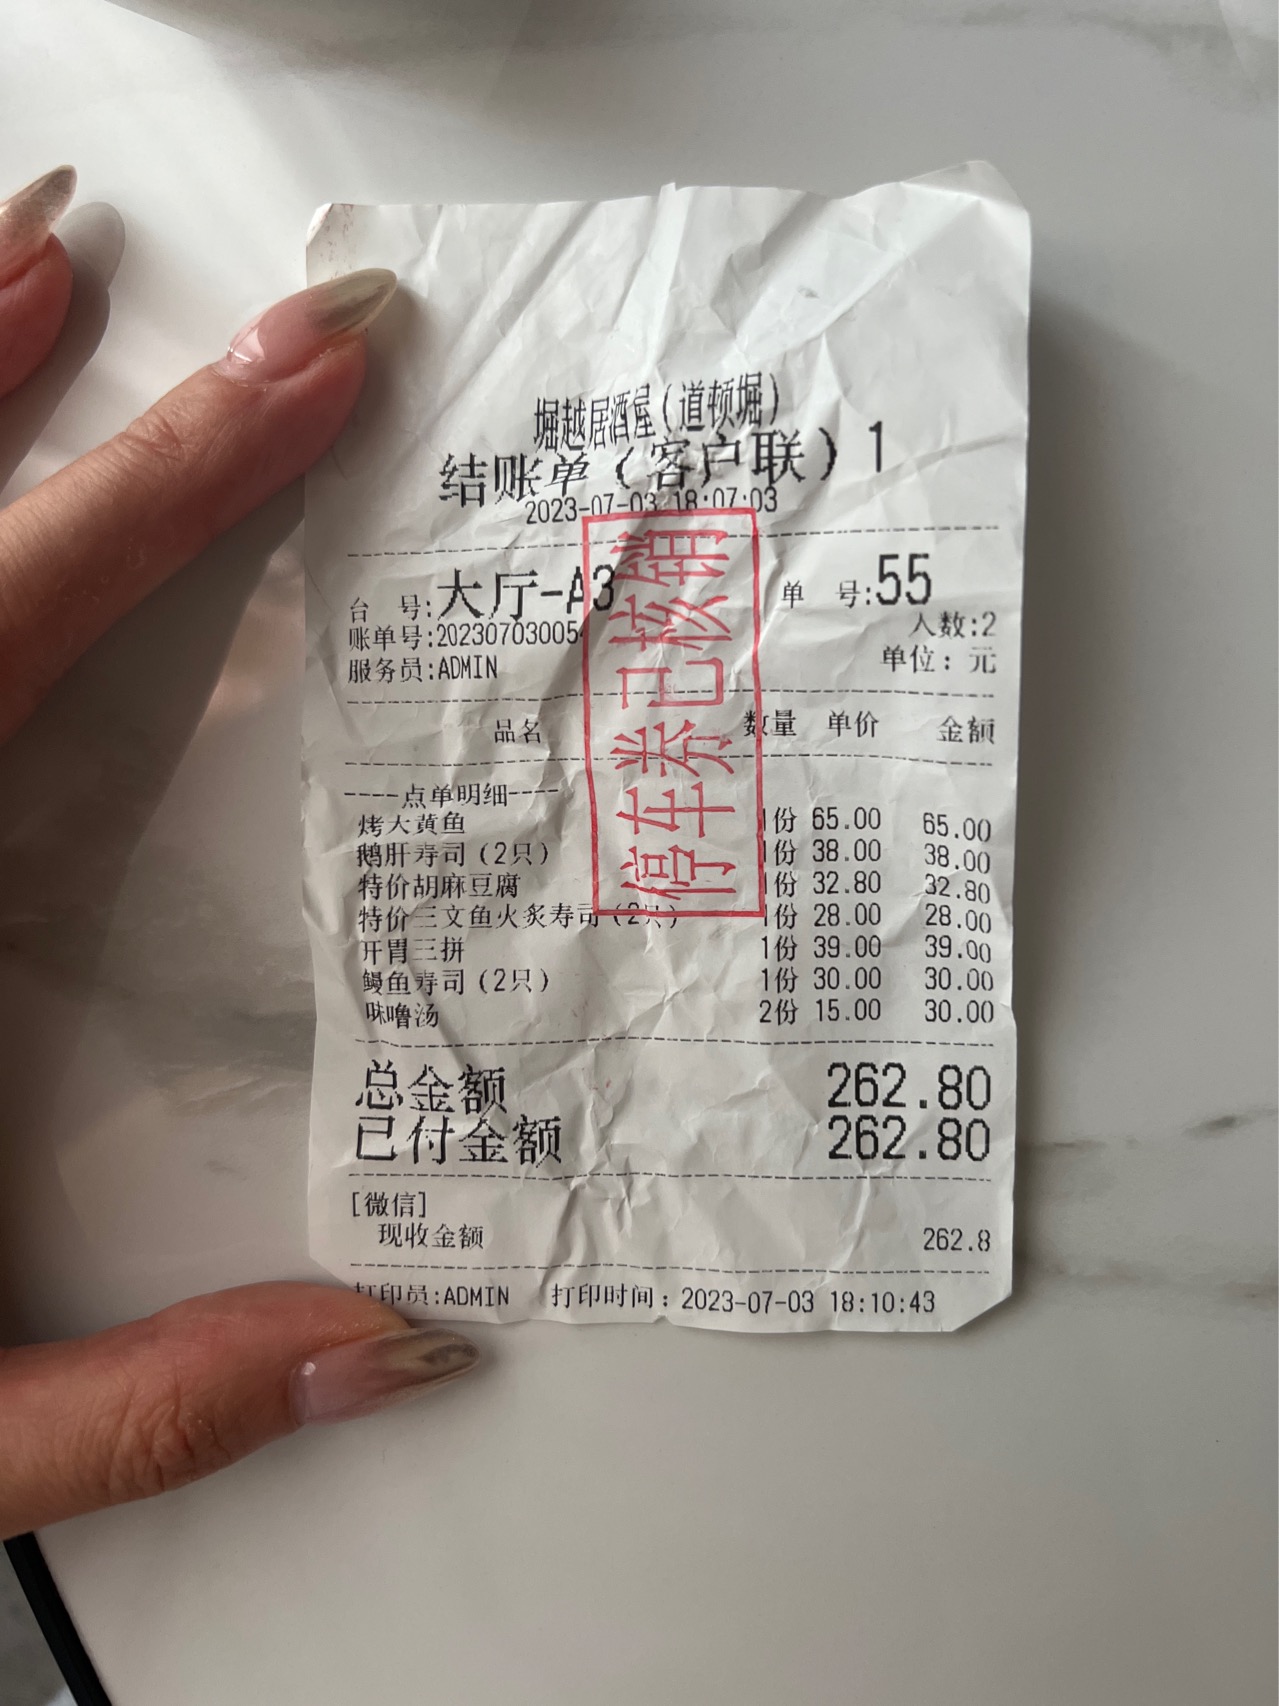 堀越居酒屋(道顿堀)
结账单(客户联)1
2023-07-03 18:07:03
台 号:大厅-A3 单 号:55
账单号:202307030054 人数:2
服务员:ADMIN 单位: 元
品名 数量 单价 金额
----点单明细----
烤大黄鱼 1份 65.00 65.00
鹅肝寿司(2只) 1份 38.00 38.00
特价胡麻豆腐 1份 32.80 32.80
特价三文鱼火炙寿司(2只) 1份 28.00 28.00
开胃三拼 1份 39.00 39.00
鳗鱼寿司(2只) 1份 30.00 30.00
味噜汤 2份 15.00 30.00
总金额 262.80
已付金额 262.80
[微信]
现收金额 262.8
打印员:ADMIN 打印时间:2023-07-03 18:10:43
停车券已核销